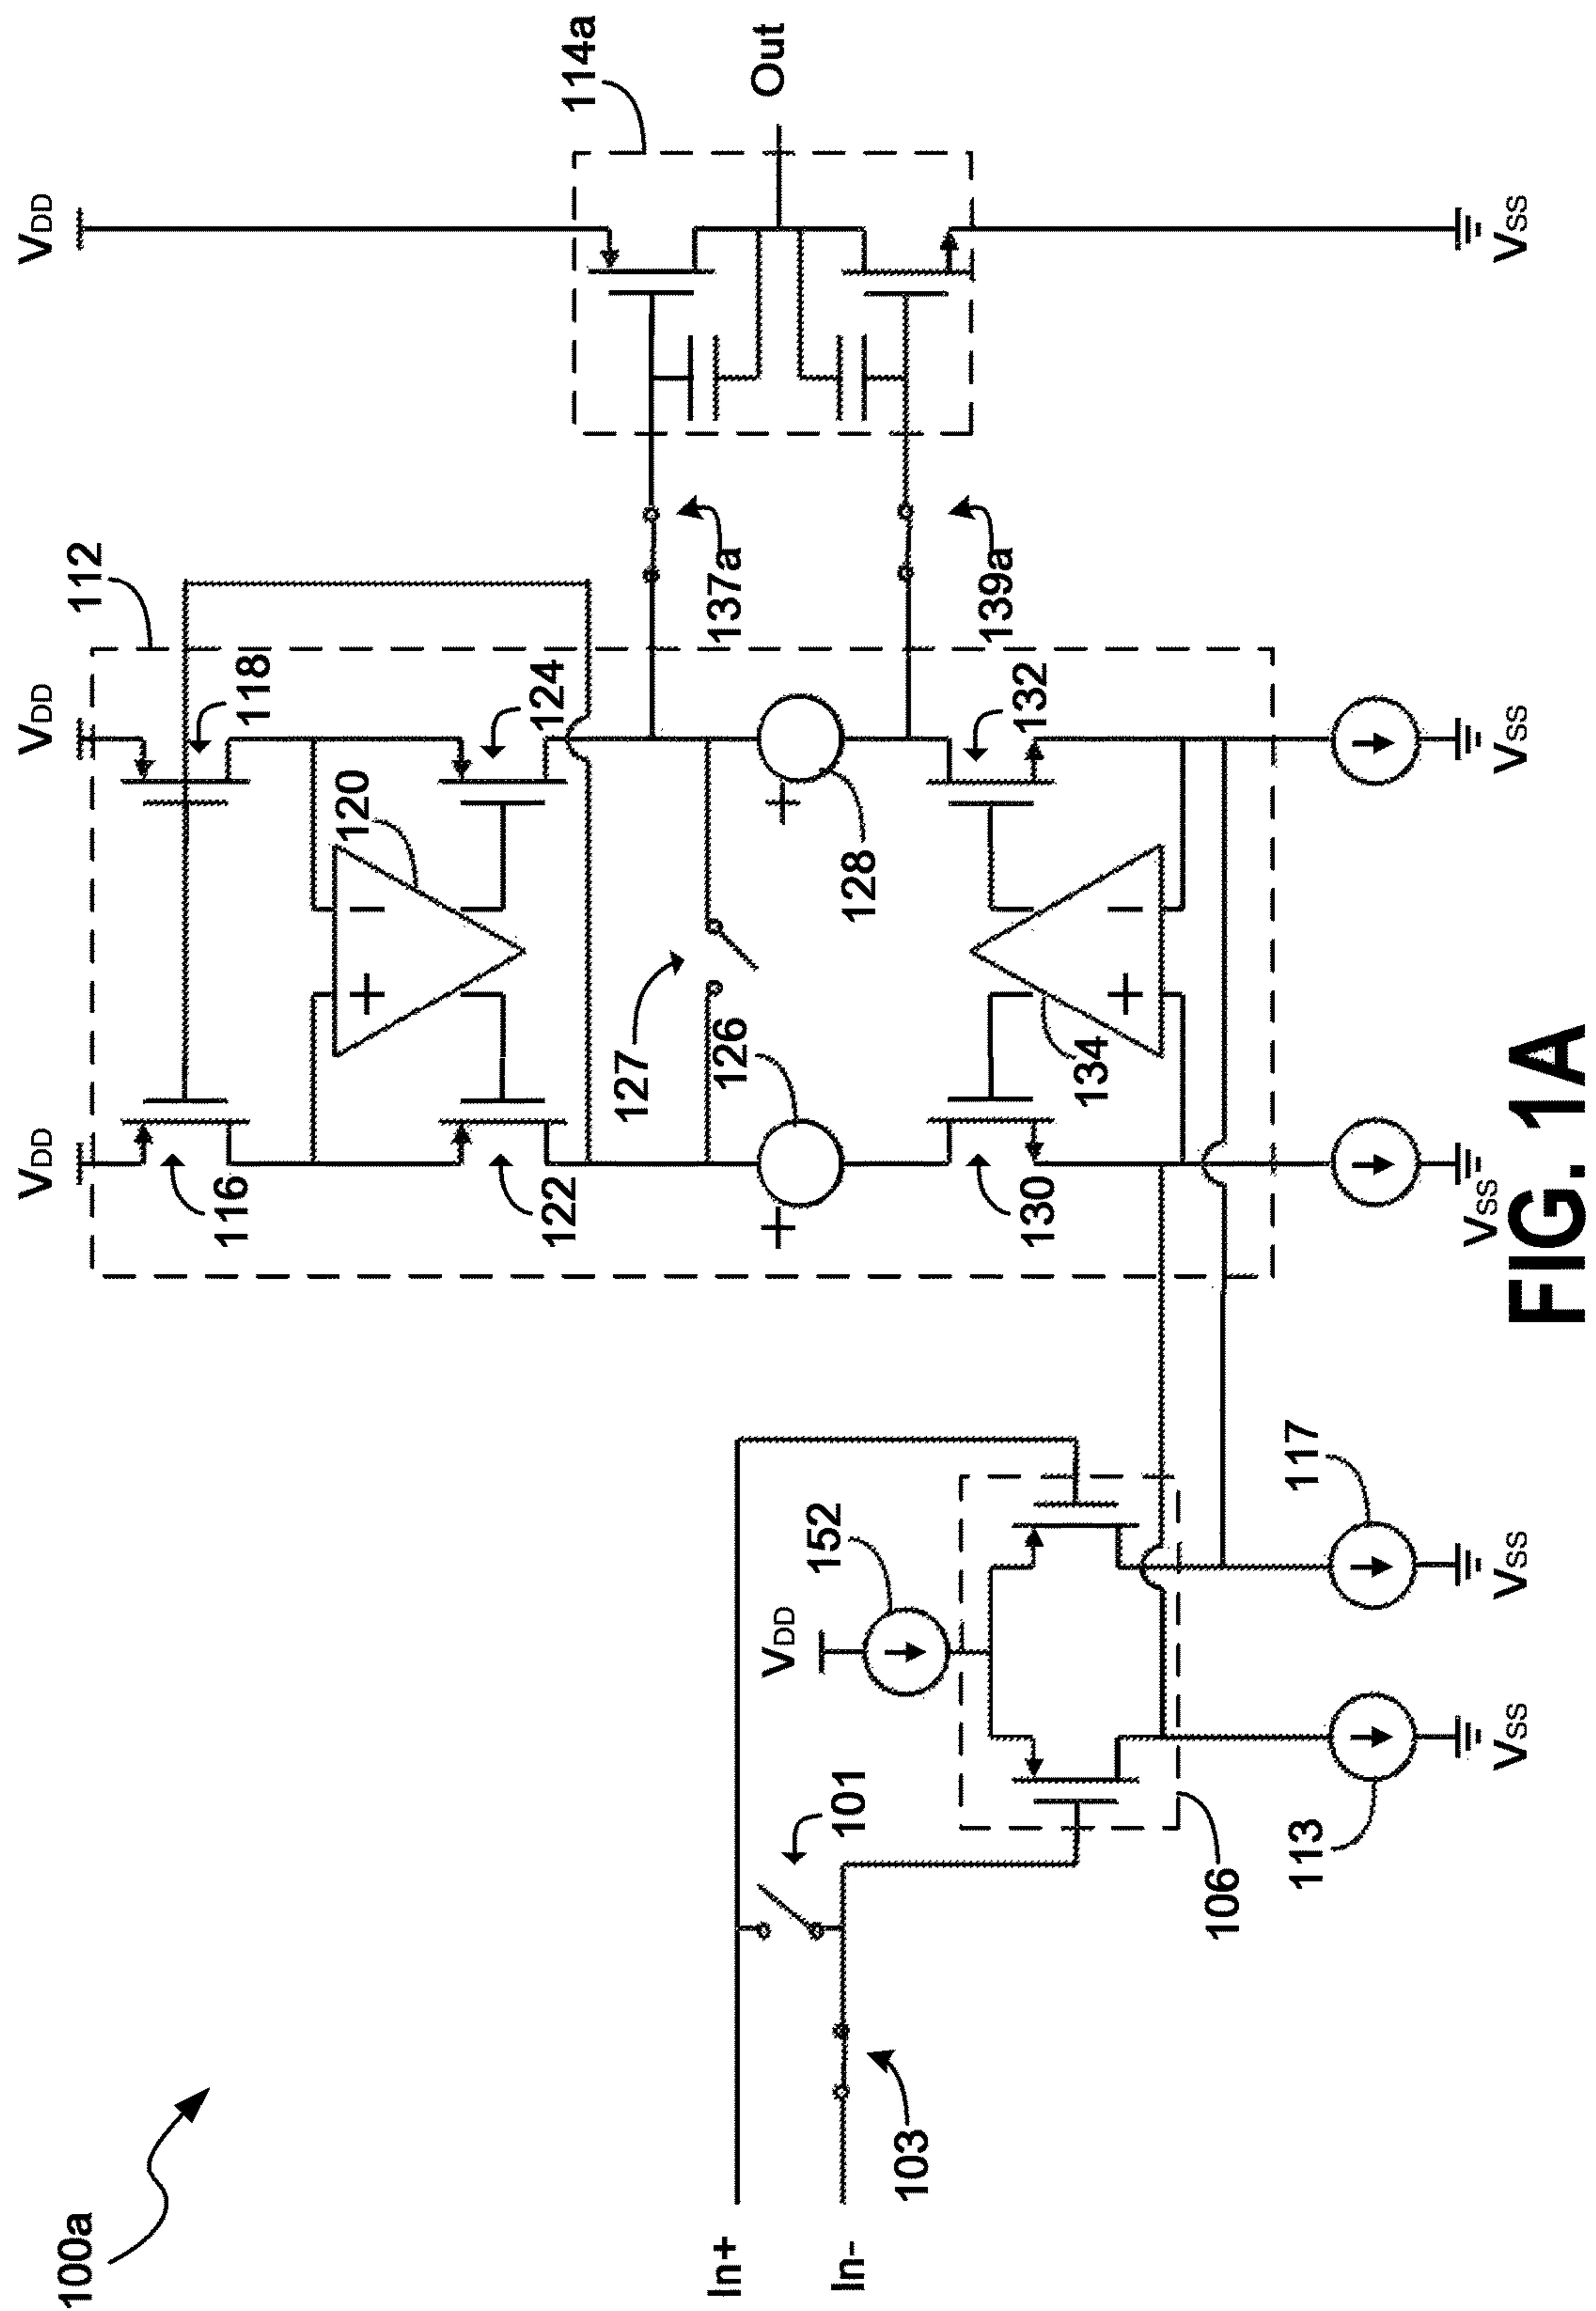 100a
In+
In-
103
101
106
113
VSS
VDD
152
117
VSS
112
VDD
116
118
VDD
120
122
124
127
126
128
130
132
134
VSS
VSS
137a
139a
114a
VDD
Out
VSS
FIG. 1A